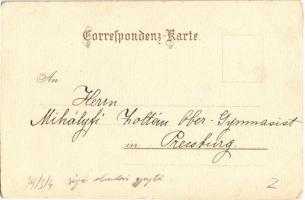 Correspondenz-Karte.
An
Herrn
Mihályfi Zoltán Ober-Gymnasist
in
Pressburg.
2